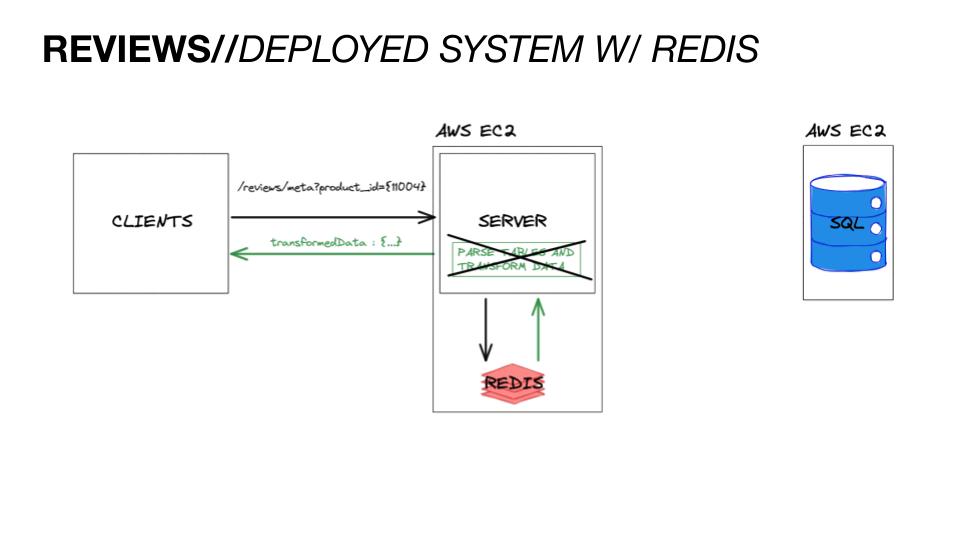 REVIEWS//DEPLOYED SYSTEM W/ REDIS
AWS EC2
AWS EC2
/reviews/meta?product_id={11004}
CLIENTS
SERVER
SQL
transformedData : {...}
PARSE TABLES AND
TRANSFORM DATA
REDIS